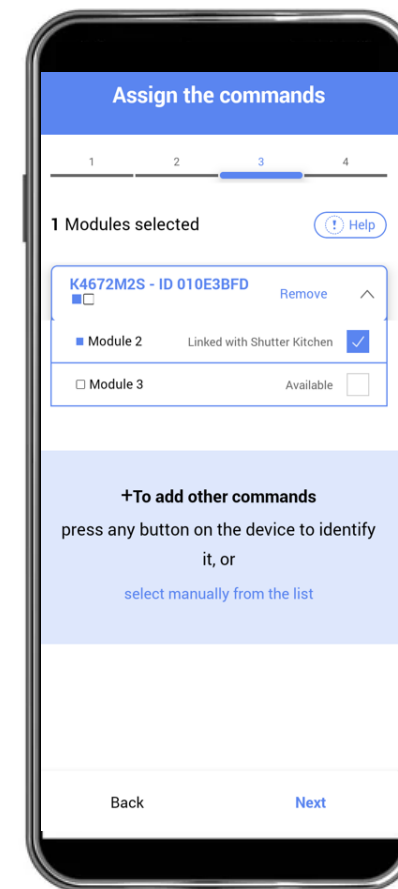 Assign the commands
1 2 3 4
1 Modules selected
Help
K4672M2S - ID 010E3BFD
Remove
Module 2 Linked with Shutter Kitchen
Module 3 Available
+To add other commands
press any button on the device to identify
it, or
select manually from the list
Back Next